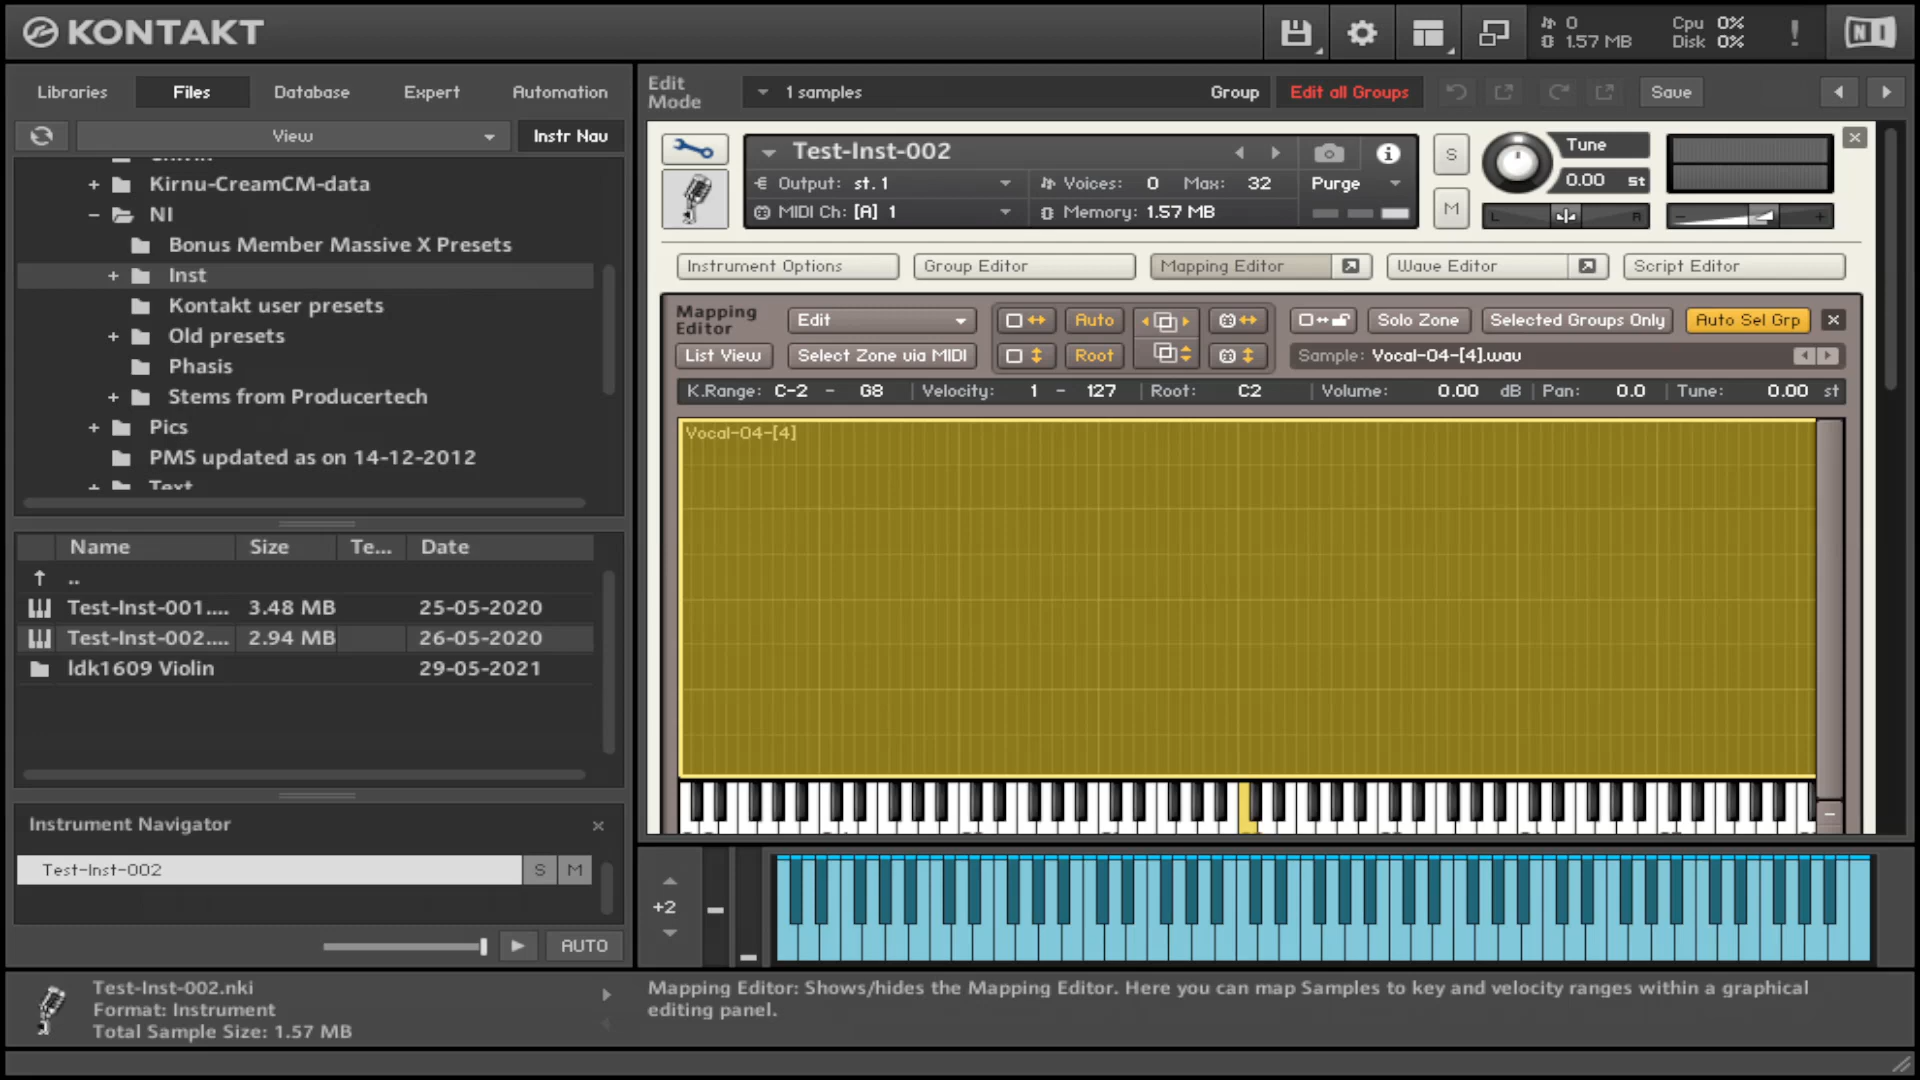 KONTAKT
0
1.57 MB
Cpu 0%
Disk 0%
!
NI
Libraries Files Database Expert Automation
View Instr Nau
Kirnu-CreamCM-data
NI
Bonus Member Massive X Presets
Inst
Kontakt user presets
Old presets
Phasis
Stems from Producertech
Pics
PMS updated as on 14-12-2012
Text
Name Size Te... Date
..
Test-Inst-001.... 3.48 MB 25-05-2020
Test-Inst-002.... 2.94 MB 26-05-2020
ldk1609 Violin 29-05-2021
Instrument Navigator
Test-Inst-002 S M
AUTO
Test-Inst-002.nki
Format: Instrument
Total Sample Size: 1.57 MB
Edit Mode
1 samples Group Edit all Groups Save
Test-Inst-002
Output: st. 1 Voices: 0 Max: 32 Purge
MIDI Ch: [A] 1 Memory: 1.57 MB
S
M
Tune
0.00 st
L R
Instrument Options Group Editor Mapping Editor Wave Editor Script Editor
Mapping Editor
Edit Auto Solo Zone Selected Groups Only Auto Sel Grp
List View Select Zone via MIDI Root Sample: Vocal-04-[4].wav
K.Range: C-2 - G8 Velocity: 1 - 127 Root: C2 Volume: 0.00 dB Pan: 0.0 Tune: 0.00 st
Vocal-04-[4]
+2
Mapping Editor: Shows/hides the Mapping Editor. Here you can map Samples to key and velocity ranges within a graphical
editing panel.